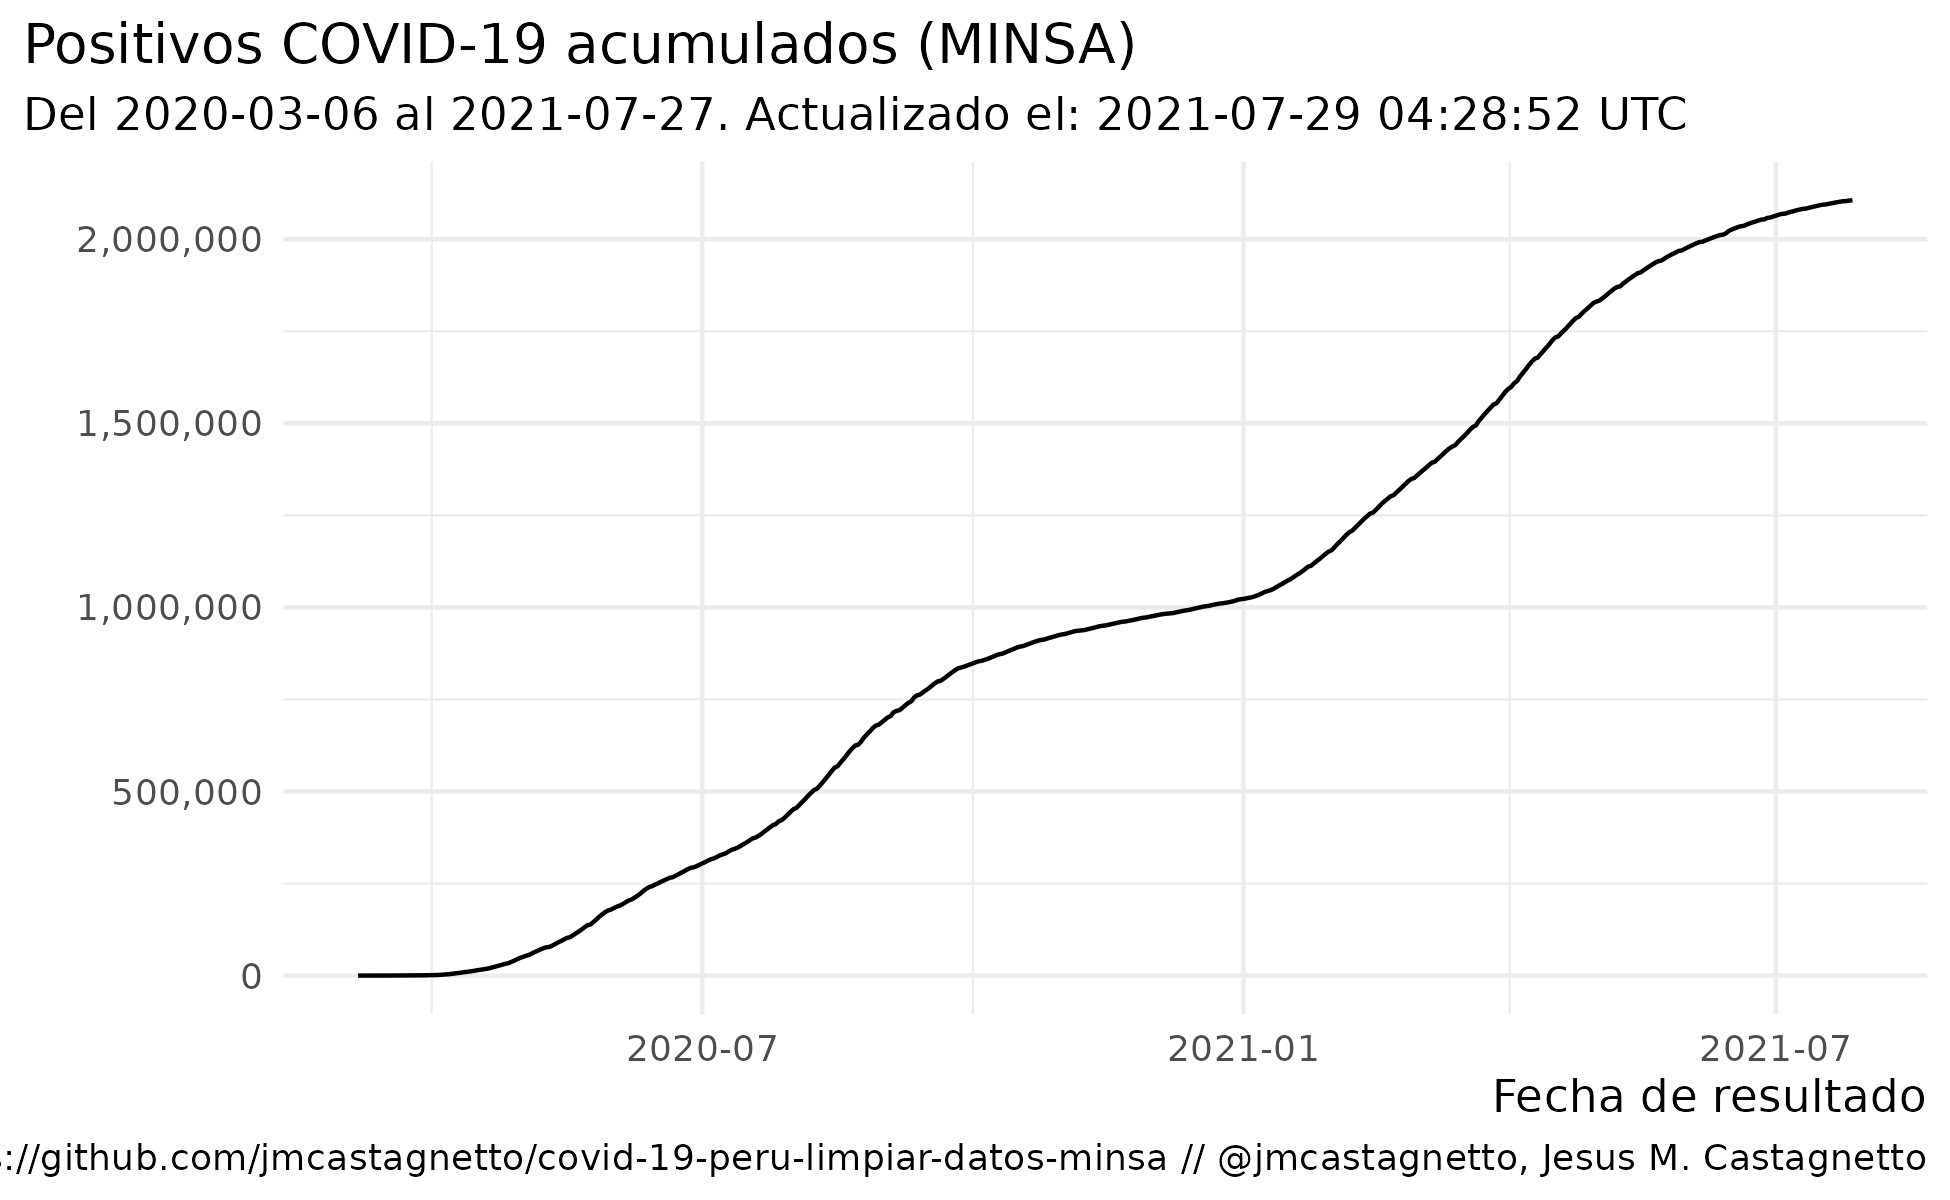 Positivos COVID-19 acumulados (MINSA)
Del 2020-03-06 al 2021-07-27. Actualizado el: 2021-07-29 04:28:52 UTC
2,000,000
1,500,000
1,000,000
500,000
0
2020-07 2021-01 2021-07
Fecha de resultado
://github.com/jmcastagnetto/covid-19-peru-limpiar-datos-minsa // @jmcastagnetto, Jesus M. Castagnetto